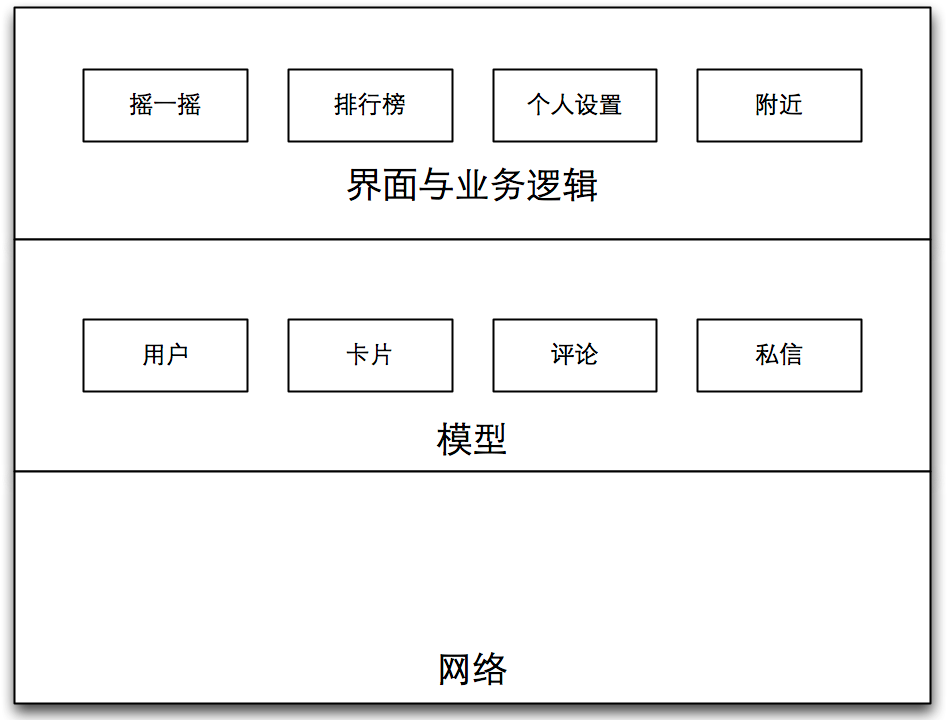 摇一摇 排行榜 个人设置 附近
界面与业务逻辑
用户 卡片 评论 私信
模型
网络